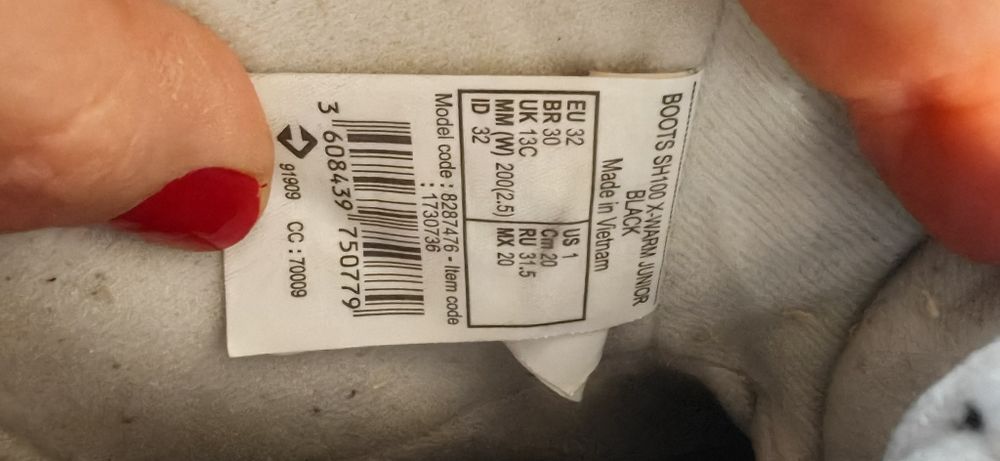 BOOTS SH100 X-WARM JUNIOR
BLACK
Made in Vietnam
EU 32 US 1
BR 30 Cm 20
UK 13C RU 31.5
MM (W) 200(2.5) MX 20
ID 32
Model code : 8287476 - Item code
: 1730736
3 608439 750779
91909 CC : 70009